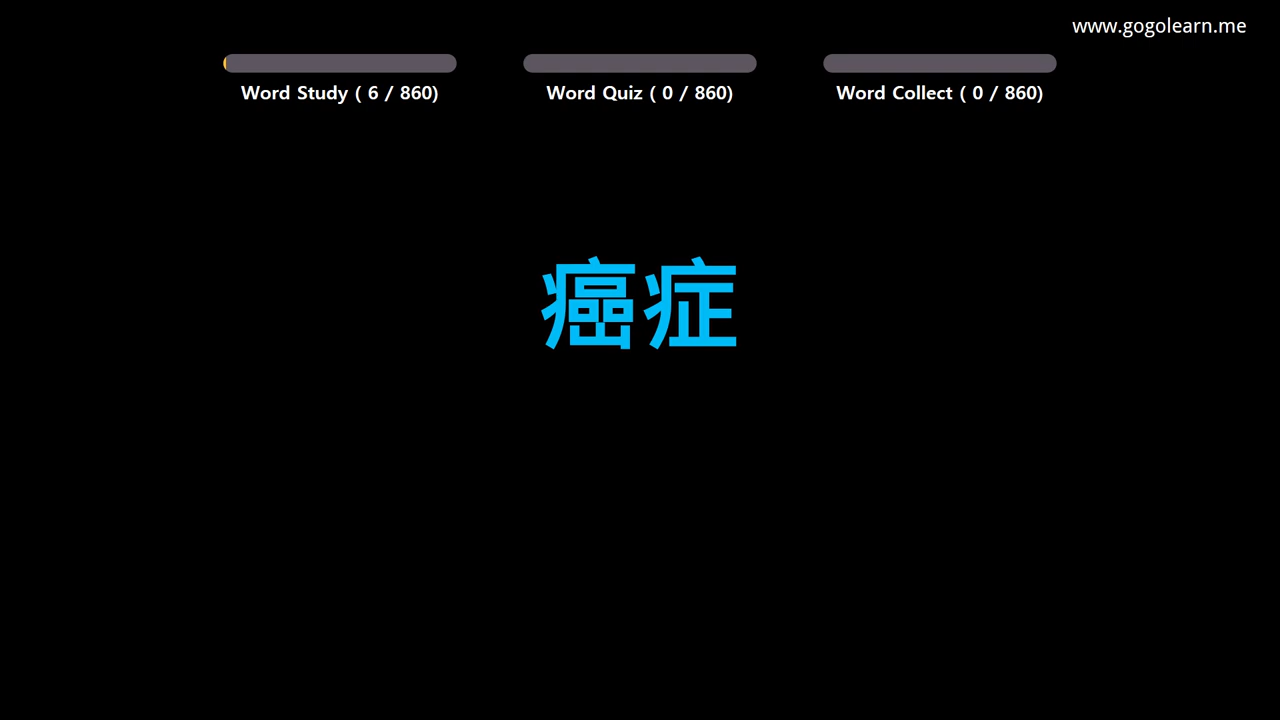 www.gogolearn.me
Word Study ( 6 / 860)
Word Quiz ( 0 / 860)
Word Collect ( 0 / 860)
癌症